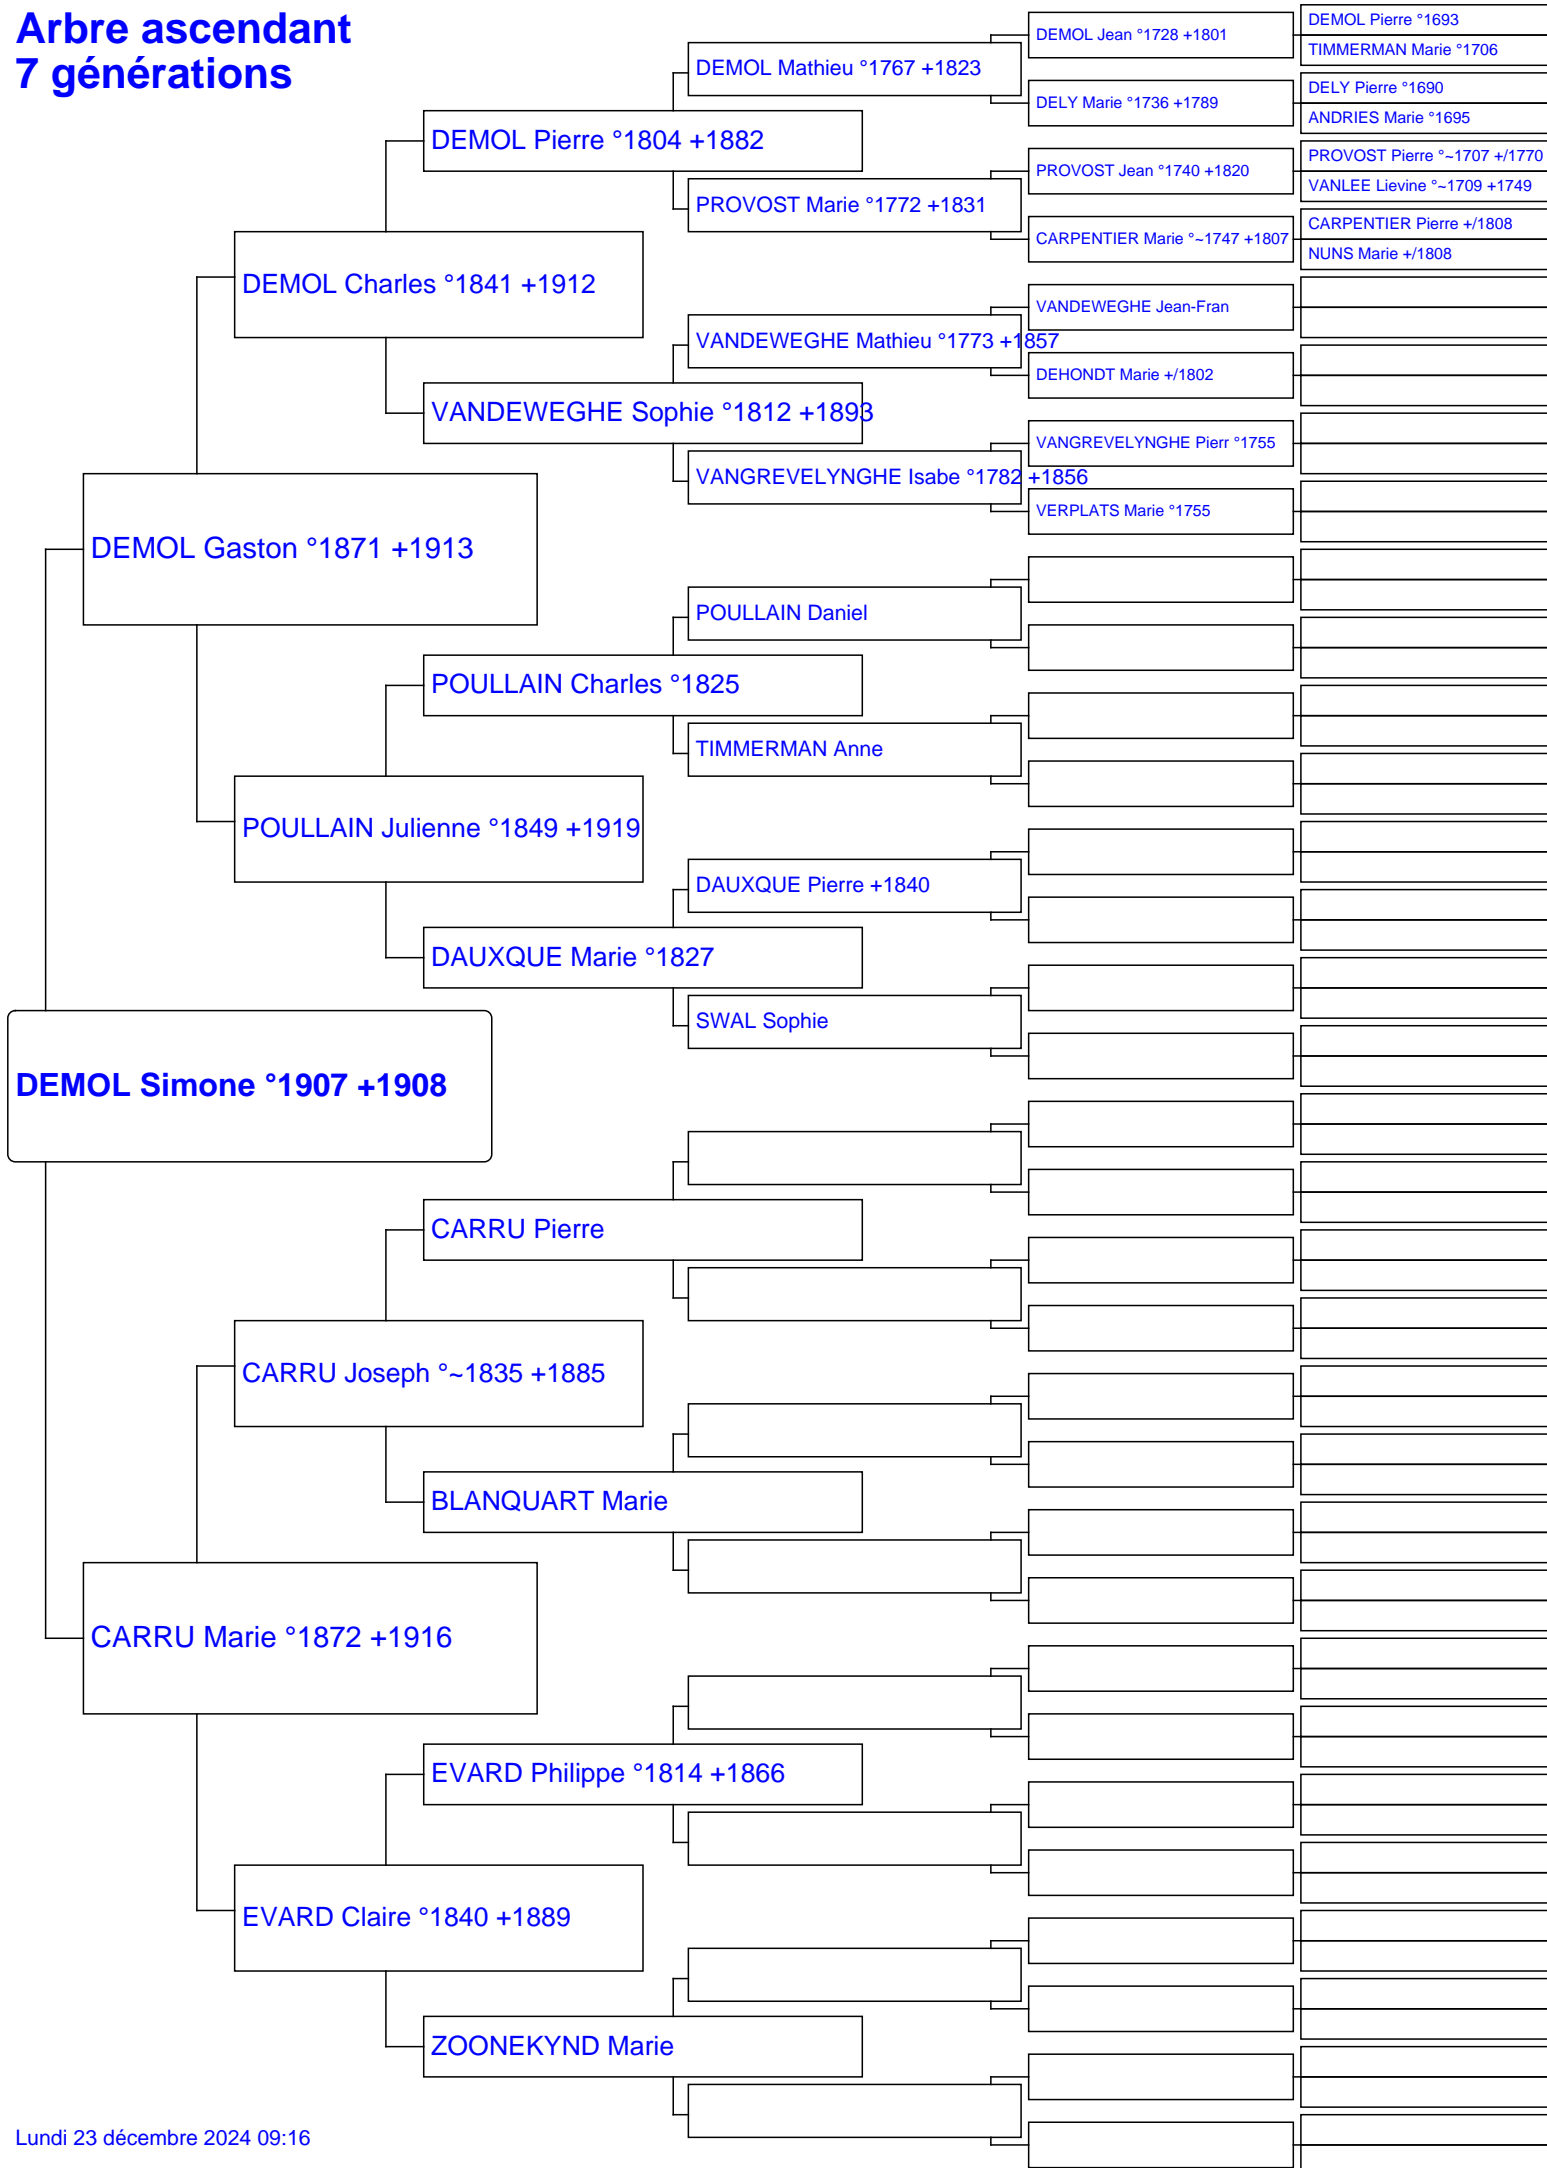 Arbre ascendant
7 générations
DEMOL Simone °1907 +1908
DEMOL Gaston °1871 +1913
CARRU Marie °1872 +1916
DEMOL Charles °1841 +1912
POULLAIN Julienne °1849 +1919
CARRU Joseph °~1835 +1885
EVARD Claire °1840 +1889
DEMOL Pierre °1804 +1882
VANDEWEGHE Sophie °1812 +1893
POULLAIN Charles °1825
DAUXQUE Marie °1827
CARRU Pierre
BLANQUART Marie
EVARD Philippe °1814 +1866
ZOONEKYND Marie
DEMOL Mathieu °1767 +1823
PROVOST Marie °1772 +1831
VANDEWEGHE Mathieu °1773 +1857
VANGREVELYNGHE Isabe °1782 +1856
POULLAIN Daniel
TIMMERMAN Anne
DAUXQUE Pierre +1840
SWAL Sophie
DEMOL Jean °1728 +1801
DELY Marie °1736 +1789
PROVOST Jean °1740 +1820
CARPENTIER Marie °~1747 +1807
VANDEWEGHE Jean-Fran
DEHONDT Marie +/1802
VANGREVELYNGHE Pierr °1755
VERPLATS Marie °1755
DEMOL Pierre °1693
TIMMERMAN Marie °1706
DELY Pierre °1690
ANDRIES Marie °1695
PROVOST Pierre °~1707 +/1770
VANLEE Lievine °~1709 +1749
CARPENTIER Pierre +/1808
NUNS Marie +/1808
Lundi 23 décembre 2024 09:16